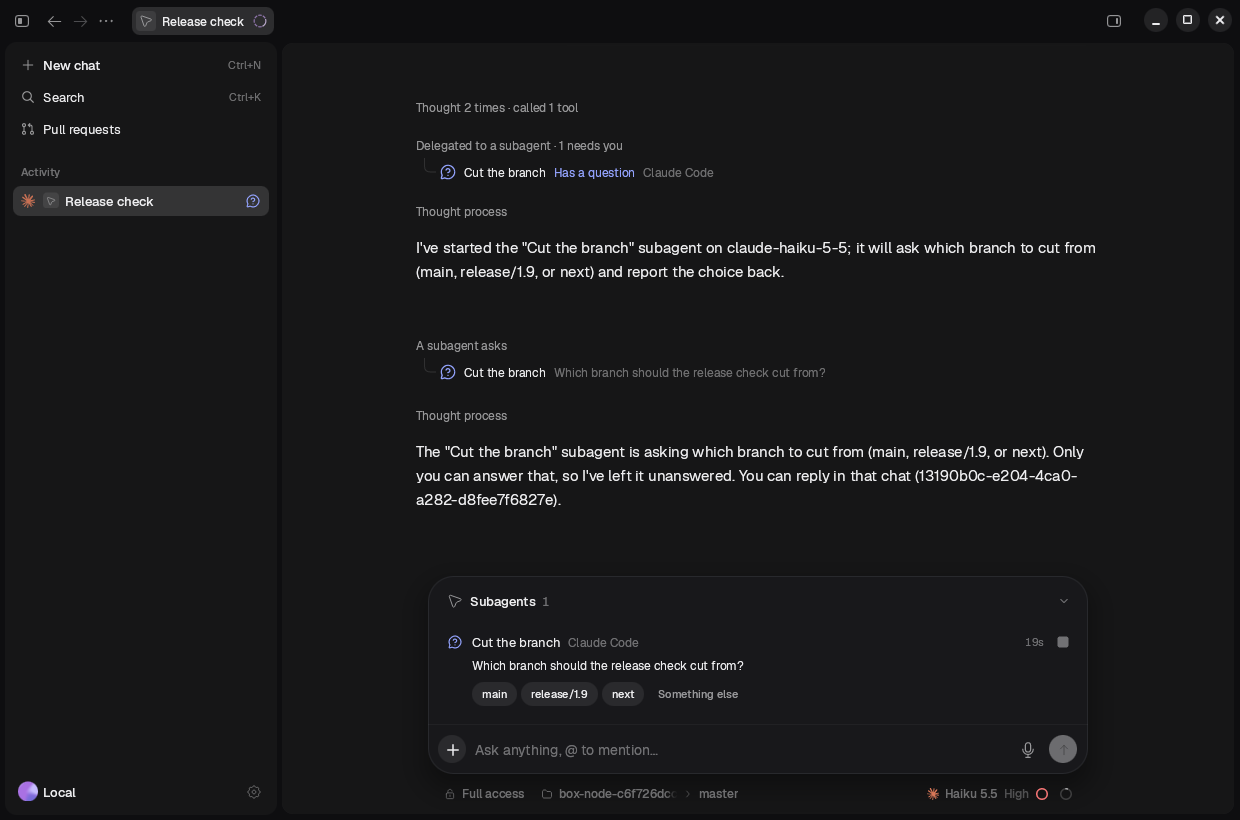 Release check
New chat Ctrl+N
Search Ctrl+K
Pull requests
Activity
Release check
Thought 2 times · called 1 tool
Delegated to a subagent · 1 needs you
Cut the branch Has a question Claude Code
Thought process
I've started the "Cut the branch" subagent on claude-haiku-5-5; it will ask which branch to cut from
(main, release/1.9, or next) and report the choice back.
A subagent asks
Cut the branch Which branch should the release check cut from?
Thought process
The "Cut the branch" subagent is asking which branch to cut from (main, release/1.9, or next). Only
you can answer that, so I've left it unanswered. You can reply in that chat (13190b0c-e204-4ca0-
a282-d8fee7f6827e).
Subagents 1
Cut the branch Claude Code 19s
Which branch should the release check cut from?
main release/1.9 next Something else
Ask anything, @ to mention...
Local
Full access box-node-c6f726dc master Haiku 5.5 High